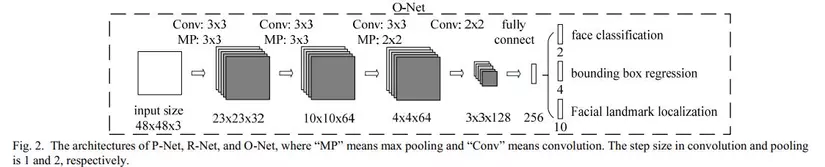 O-Net
Conv: 3x3 Conv: 3x3 Conv: 3x3 Conv: 2x2 fully
MP: 3x3 MP: 3x3 MP: 2x2 connect
face classification
2
bounding box regression
4
Facial landmark localization
10
input size
48x48x3 23x23x32 10x10x64 4x4x64 3x3x128 256
Fig. 2. The architectures of P-Net, R-Net, and O-Net, where “MP” means max pooling and “Conv” means convolution. The step size in convolution and pooling
is 1 and 2, respectively.